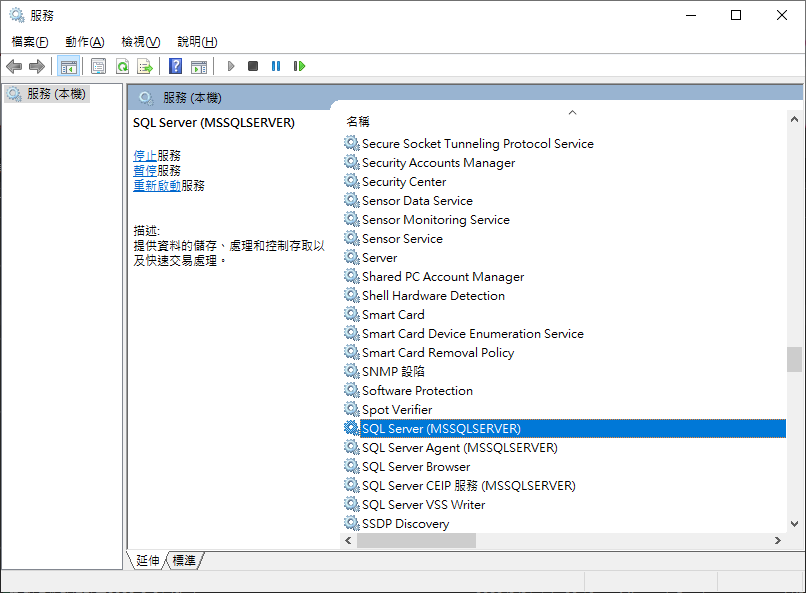 服務
檔案(F) 動作(A) 檢視(V) 說明(H)
服務 (本機)
服務 (本機)
SQL Server (MSSQLSERVER)
停止服務
暫停服務
重新啟動服務
描述:
提供資料的儲存、處理和控制存取以
及快速交易處理。
名稱
Secure Socket Tunneling Protocol Service
Security Accounts Manager
Security Center
Sensor Data Service
Sensor Monitoring Service
Sensor Service
Server
Shared PC Account Manager
Shell Hardware Detection
Smart Card
Smart Card Device Enumeration Service
Smart Card Removal Policy
SNMP 設陷
Software Protection
Spot Verifier
SQL Server (MSSQLSERVER)
SQL Server Agent (MSSQLSERVER)
SQL Server Browser
SQL Server CEIP 服務 (MSSQLSERVER)
SQL Server VSS Writer
SSDP Discovery
延伸 標準